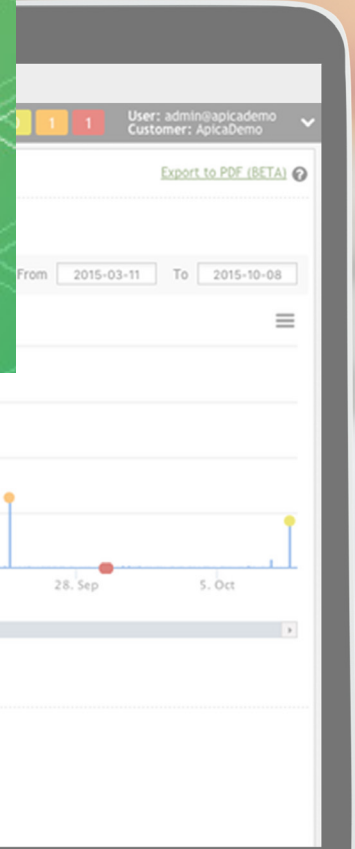 1 1 User: admin@apicademo
Customer: ApicaDemo
Export to PDF (BETA) ?
From 2015-03-11 To 2015-10-08
28. Sep 5. Oct